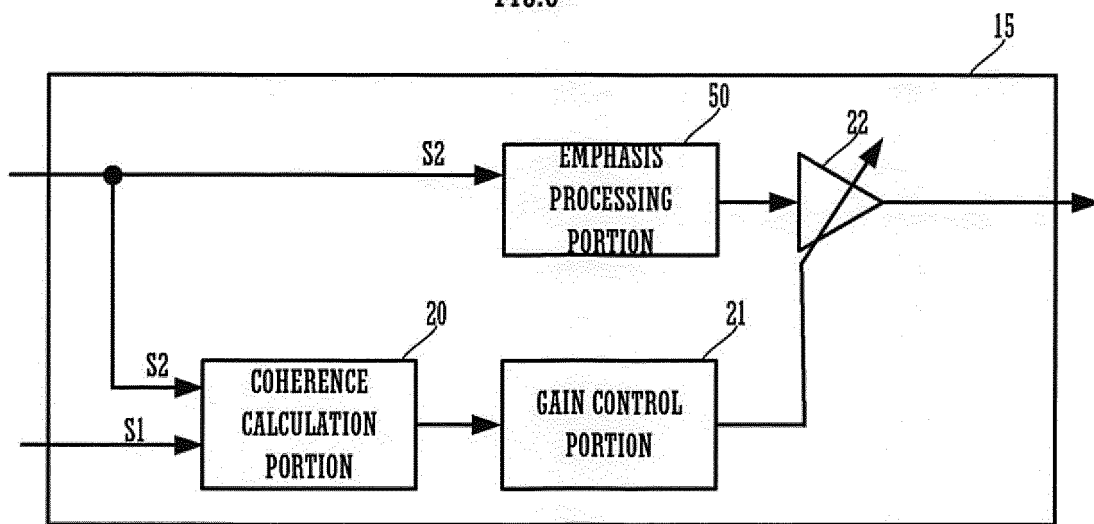 15
50
22
S2
EMPHASIS
PROCESSING
PORTION
20
21
S2
COHERENCE
CALCULATION
PORTION
GAIN CONTROL
PORTION
S1